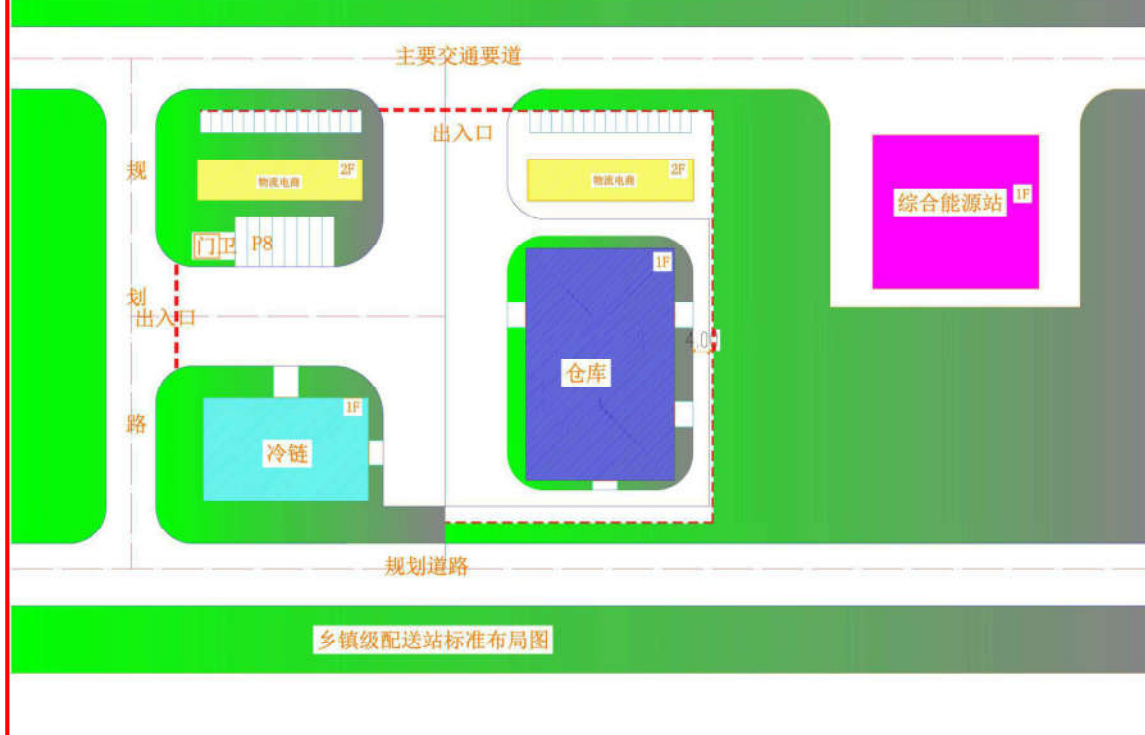 主要交通要道
出入口
规划路
2F
物流电商
2F
物流电商
综合能源站
1F
门卫
P8
1F
出入口
4.00
仓库
1F
冷链
规划道路
乡镇级配送站标准布局图